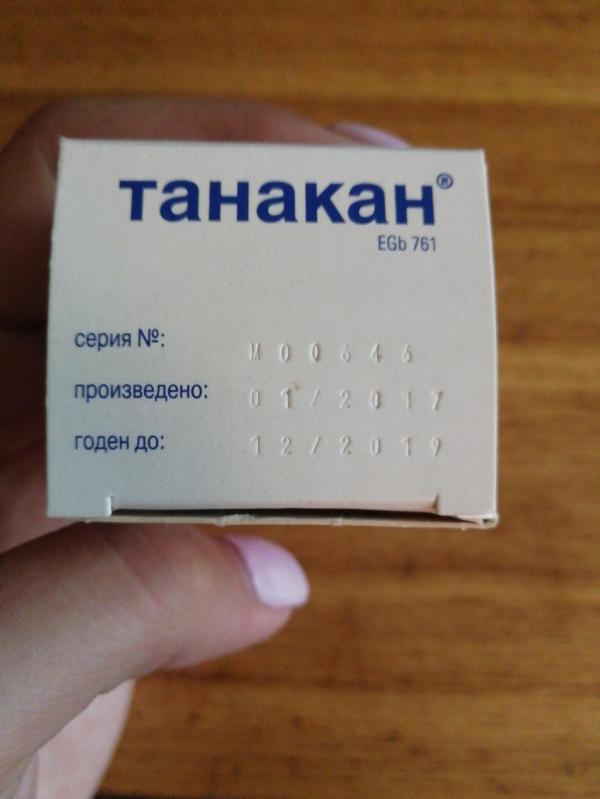 Танакан®
EGb 761
серия №: M00646
произведено: 01/2017
годен до: 12/2019